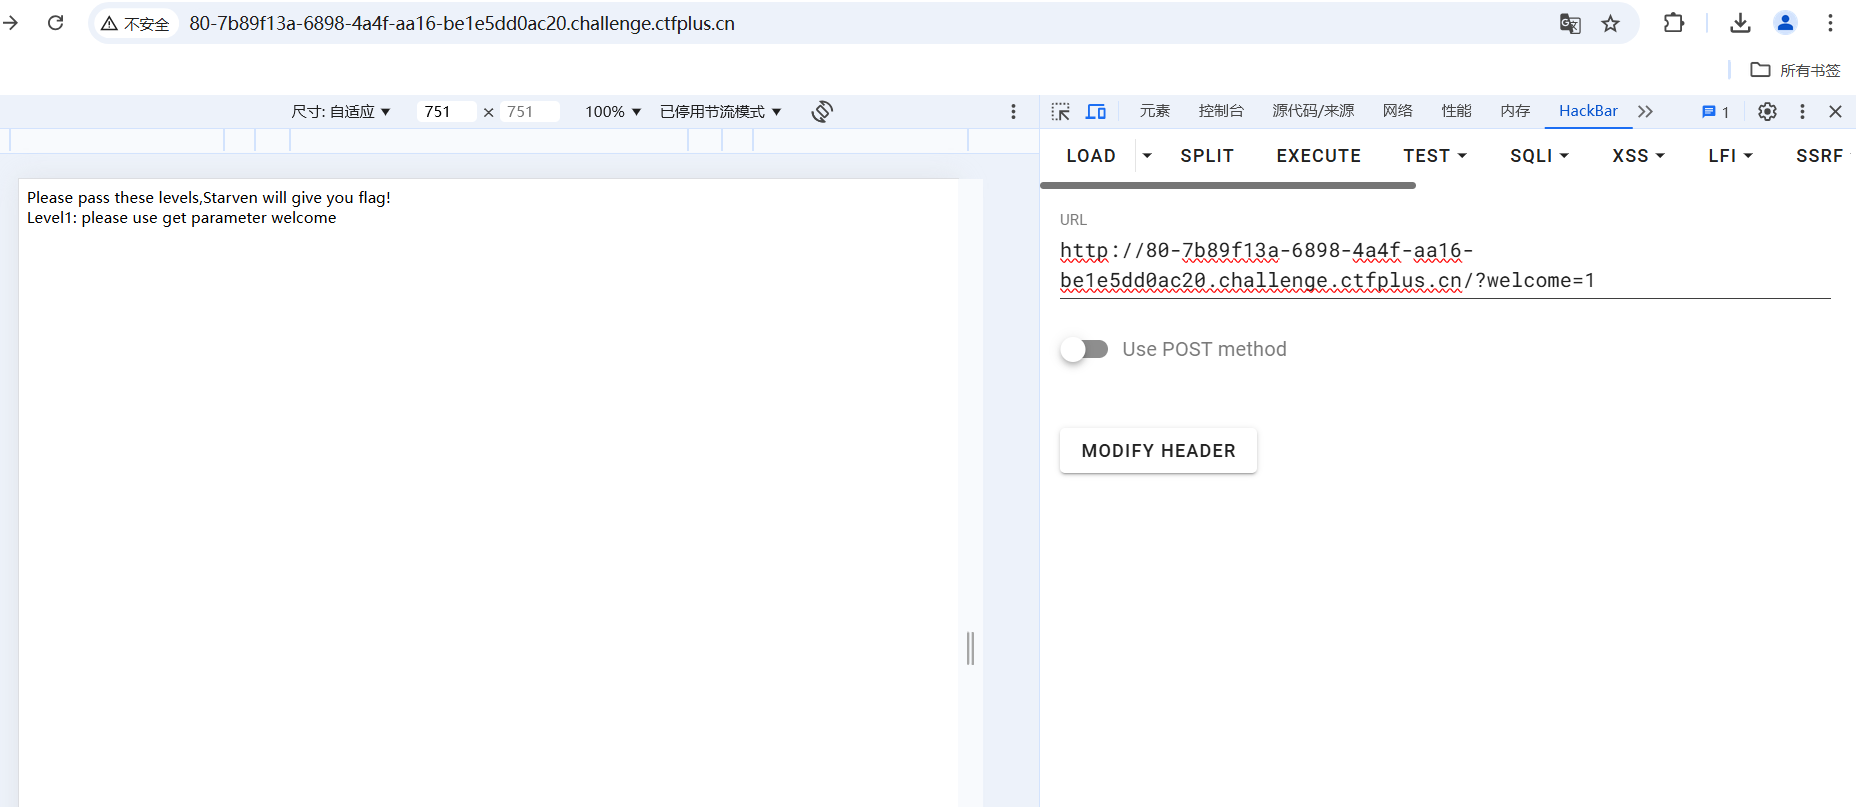 不安全 80-7b89f13a-6898-4a4f-aa16-be1e5dd0ac20.challenge.ctfplus.cn
所有书签
尺寸: 自适应 751 × 751 100% 已停用节流模式
元素 控制台 源代码/来源 网络 性能 内存 HackBar 1
LOAD SPLIT EXECUTE TEST SQLI XSS LFI SSRF
Please pass these levels,Starven will give you flag!
Level1: please use get parameter welcome
URL
http://80-7b89f13a-6898-4a4f-aa16-
be1e5dd0ac20.challenge.ctfplus.cn/?welcome=1
Use POST method
MODIFY HEADER